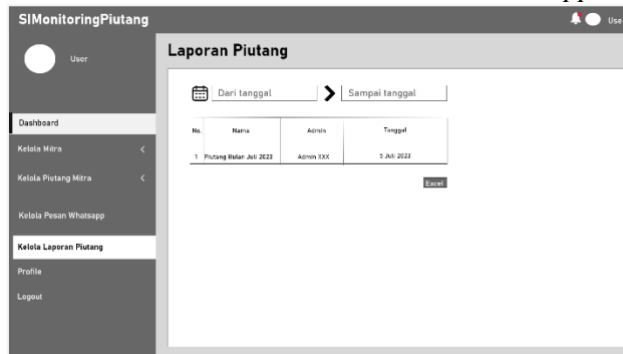 SIMonitoringPiutang
Use
User
Laporan Piutang
Dari tanggal
Sampai tanggal
Dashboard
Kelola Mitra
Kelola Piutang Mitra
Kelola Pesan Whatsapp
Kelola Laporan Piutang
Profile
Logout
No. Nama Admin Tanggal
1 Piutang Bulan Juli 2023 Admin XXX 5 Juli 2023
Excel